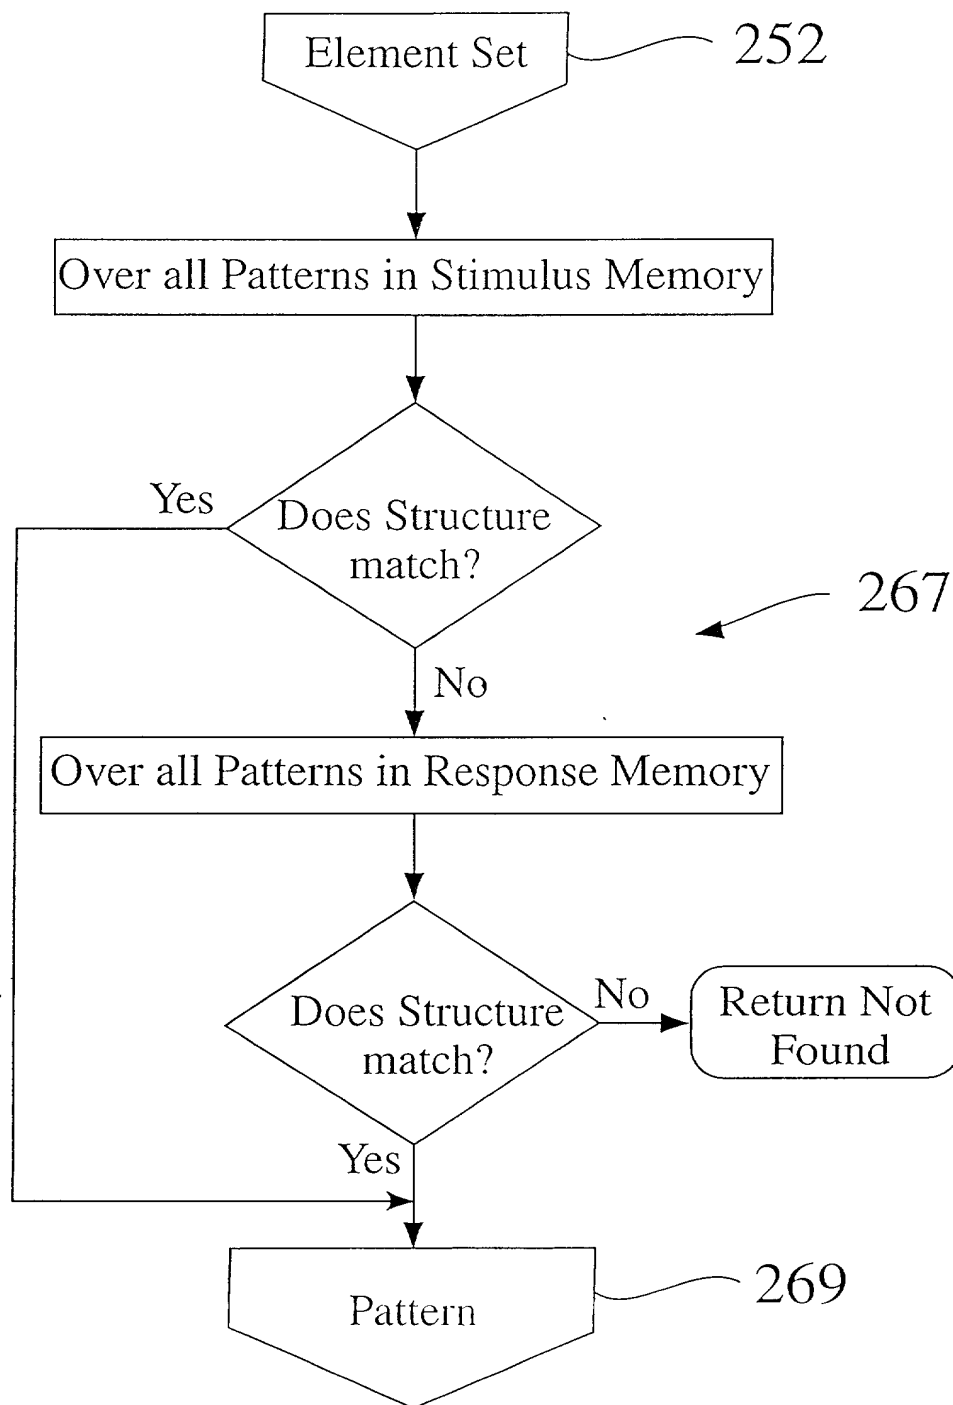 Element Set
252
Over all Patterns in Stimulus Memory
Yes
Does Structure
match?
267
No
Over all Patterns in Response Memory
Does Structure
match?
No
Return Not
Found
Yes
Pattern
269